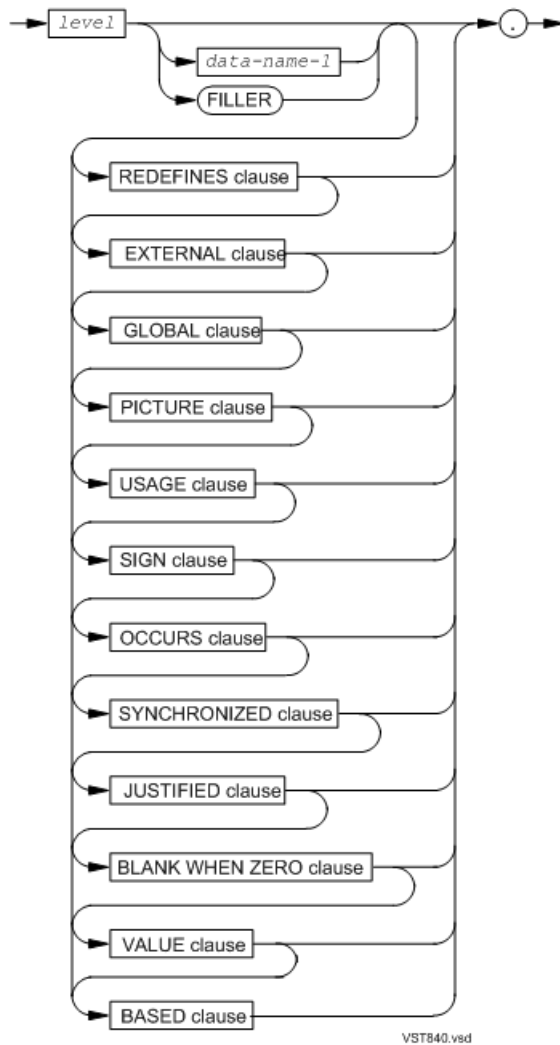 level
data-name-1
FILLER
REDEFINES clause
EXTERNAL clause
GLOBAL clause
PICTURE clause
USAGE clause
SIGN clause
OCCURS clause
SYNCHRONIZED clause
JUSTIFIED clause
BLANK WHEN ZERO clause
VALUE clause
BASED clause
.
VST840.vsd